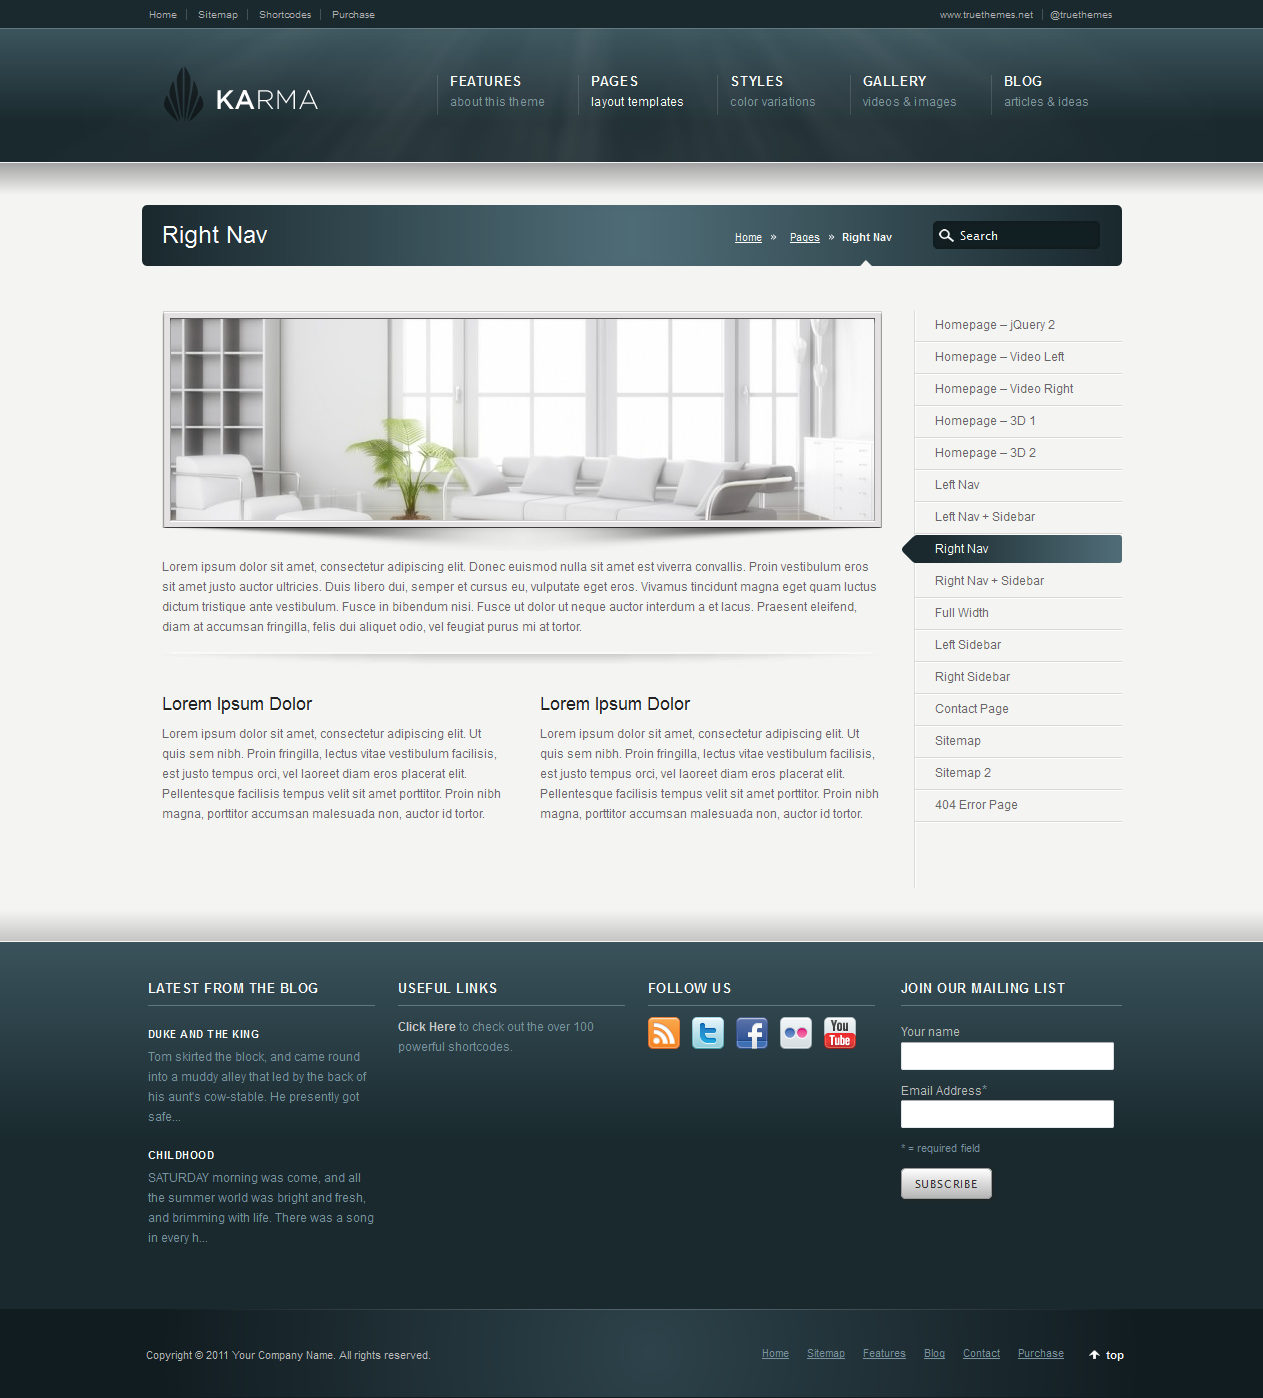 Home
Sitemap
Shortcodes
Purchase
www.truethemes.net
@truethemes
KARMA
FEATURES
about this theme
PAGES
layout templates
STYLES
color variations
GALLERY
videos & images
BLOG
articles & ideas
Right Nav
Home » Pages » Right Nav
Search
Lorem ipsum dolor sit amet, consectetur adipiscing elit. Donec euismod nulla sit amet est viverra convallis. Proin vestibulum eros
sit amet justo auctor ultricies. Duis libero dui, semper et cursus eu, vulputate eget eros. Vivamus tincidunt magna eget quam luctus
dictum tristique ante vestibulum. Fusce in bibendum nisi. Fusce ut dolor ut neque auctor interdum a et lacus. Praesent eleifend,
diam at accumsan fringilla, felis dui aliquet odio, vel feugiat purus mi at tortor.
Lorem Ipsum Dolor
Lorem ipsum dolor sit amet, consectetur adipiscing elit. Ut
quis sem nibh. Proin fringilla, lectus vitae vestibulum facilisis,
est justo tempus orci, vel laoreet diam eros placerat elit.
Pellentesque facilisis tempus velit sit amet porttitor. Proin nibh
magna, porttitor accumsan malesuada non, auctor id tortor.
Lorem Ipsum Dolor
Lorem ipsum dolor sit amet, consectetur adipiscing elit. Ut
quis sem nibh. Proin fringilla, lectus vitae vestibulum facilisis,
est justo tempus orci, vel laoreet diam eros placerat elit.
Pellentesque facilisis tempus velit sit amet porttitor. Proin nibh
magna, porttitor accumsan malesuada non, auctor id tortor.
Homepage – jQuery 2
Homepage – Video Left
Homepage – Video Right
Homepage – 3D 1
Homepage – 3D 2
Left Nav
Left Nav + Sidebar
Right Nav
Right Nav + Sidebar
Full Width
Left Sidebar
Right Sidebar
Contact Page
Sitemap
Sitemap 2
404 Error Page
LATEST FROM THE BLOG
DUKE AND THE KING
Tom skirted the block, and came round
into a muddy alley that led by the back of
his aunt's cow-stable. He presently got
safe...
CHILDHOOD
SATURDAY morning was come, and all
the summer world was bright and fresh,
and brimming with life. There was a song
in every h...
USEFUL LINKS
Click Here to check out the over 100
powerful shortcodes.
FOLLOW US
You
Tube
JOIN OUR MAILING LIST
Your name
Email Address*
* = required field
SUBSCRIBE
Copyright © 2011 Your Company Name. All rights reserved.
Home
Sitemap
Features
Blog
Contact
Purchase
top